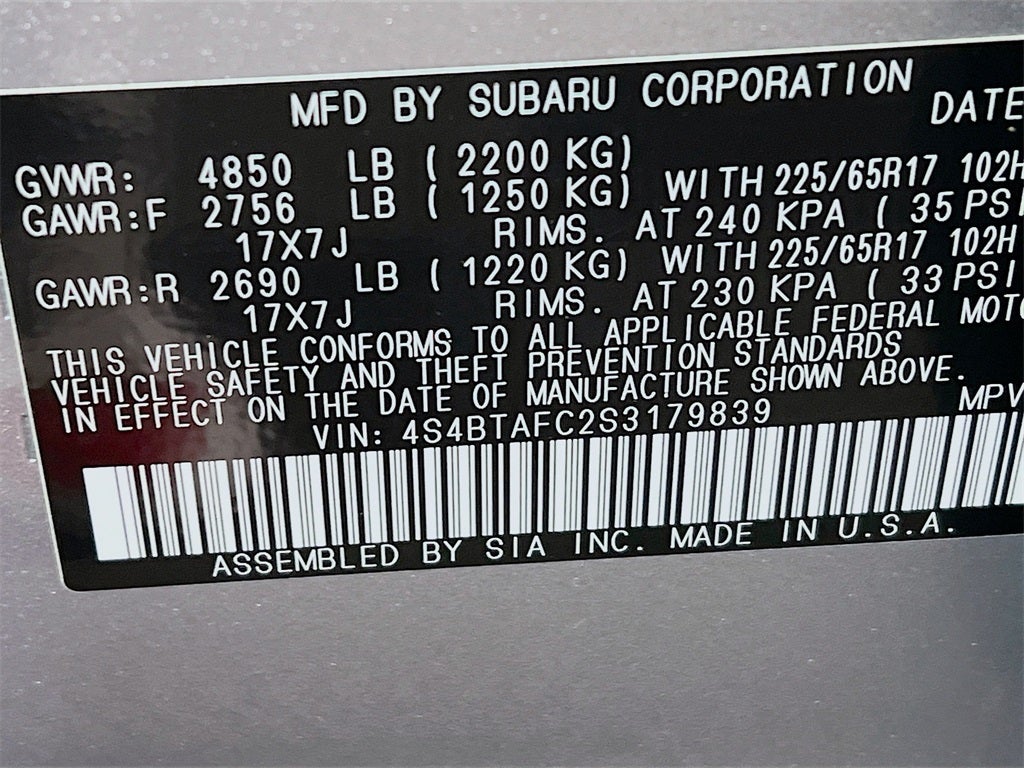 MFD BY SUBARU CORPORATION DATE
GVWR: 4850 LB ( 2200 KG)
GAWR:F 2756 LB ( 1250 KG) WITH 225/65R17 102H
17X7J RIMS. AT 240 KPA ( 35 PSI
GAWR:R 2690 LB ( 1220 KG) WITH 225/65R17 102H
17X7J RIMS. AT 230 KPA ( 33 PSI
THIS VEHICLE CONFORMS TO ALL APPLICABLE FEDERAL MOTO
VEHICLE SAFETY AND THEFT PREVENTION STANDARDS
IN EFFECT ON THE DATE OF MANUFACTURE SHOWN ABOVE.
VIN: 4S4BTAFC2S3179839 MPV
ASSEMBLED BY SIA INC. MADE IN U.S.A.